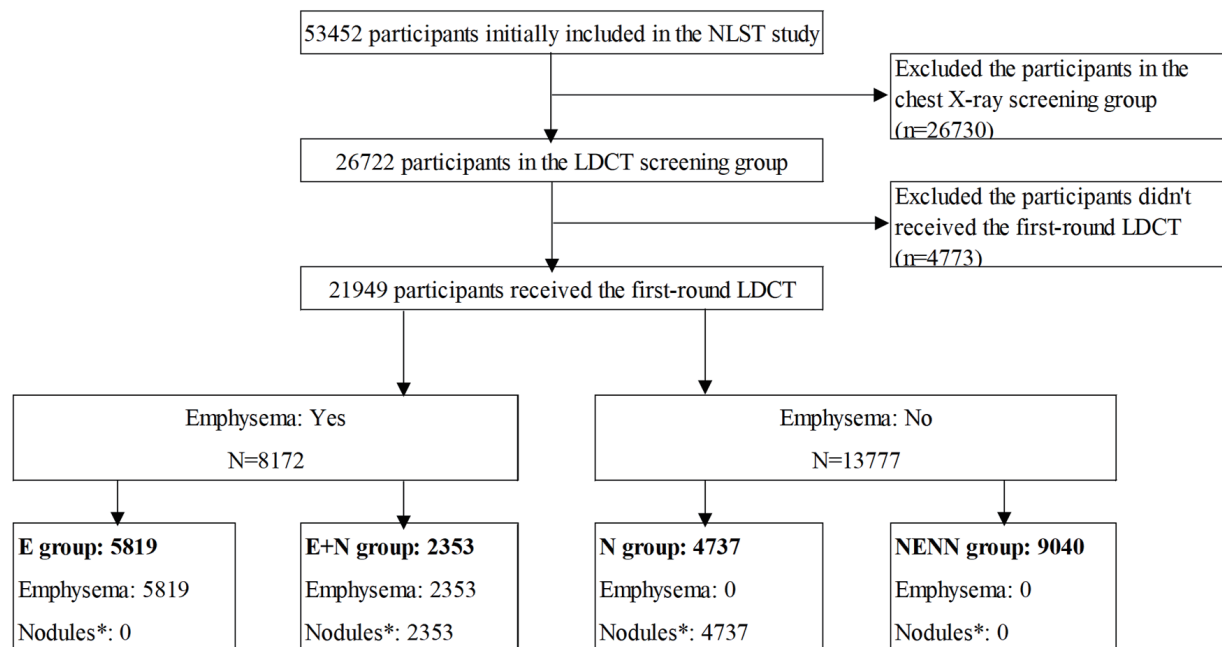 53452 participants initially included in the NLST study
Excluded the participants in the
chest X-ray screening group
(n=26730)
26722 participants in the LDCT screening group
Excluded the participants didn't
received the first-round LDCT
(n=4773)
21949 participants received the first-round LDCT
Emphysema: Yes
N=8172
Emphysema: No
N=13777
E group: 5819
Emphysema: 5819
Nodules*: 0
E+N group: 2353
Emphysema: 2353
Nodules*: 2353
N group: 4737
Emphysema: 0
Nodules*: 4737
NENN group: 9040
Emphysema: 0
Nodules*: 0